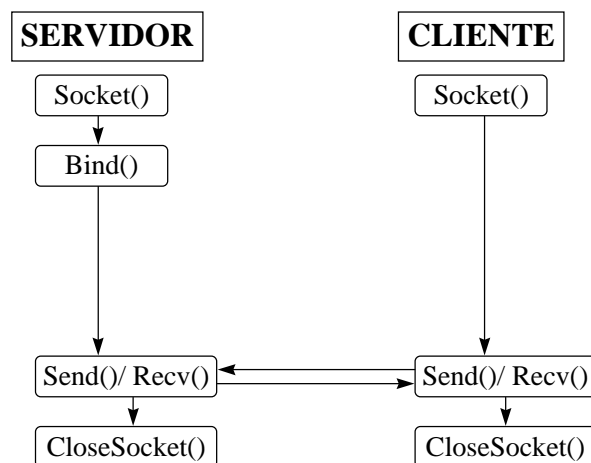 SERVIDOR
CLIENTE
Socket()
Socket()
Bind()
Send()/ Recv()
Send()/ Recv()
CloseSocket()
CloseSocket()